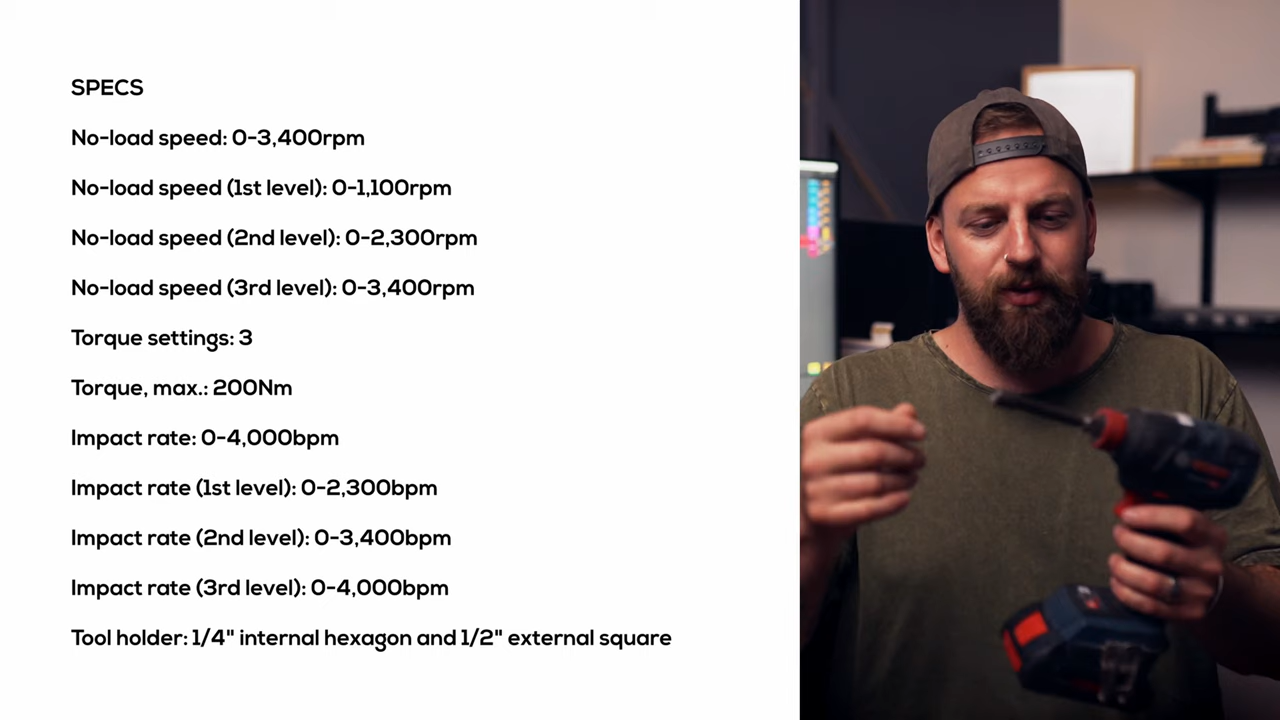 SPECS
No-load speed: 0-3,400rpm
No-load speed (1st level): 0-1,100rpm
No-load speed (2nd level): 0-2,300rpm
No-load speed (3rd level): 0-3,400rpm
Torque settings: 3
Torque, max.: 200Nm
Impact rate: 0-4,000bpm
Impact rate (1st level): 0-2,300bpm
Impact rate (2nd level): 0-3,400bpm
Impact rate (3rd level): 0-4,000bpm
Tool holder: 1/4" internal hexagon and 1/2" external square